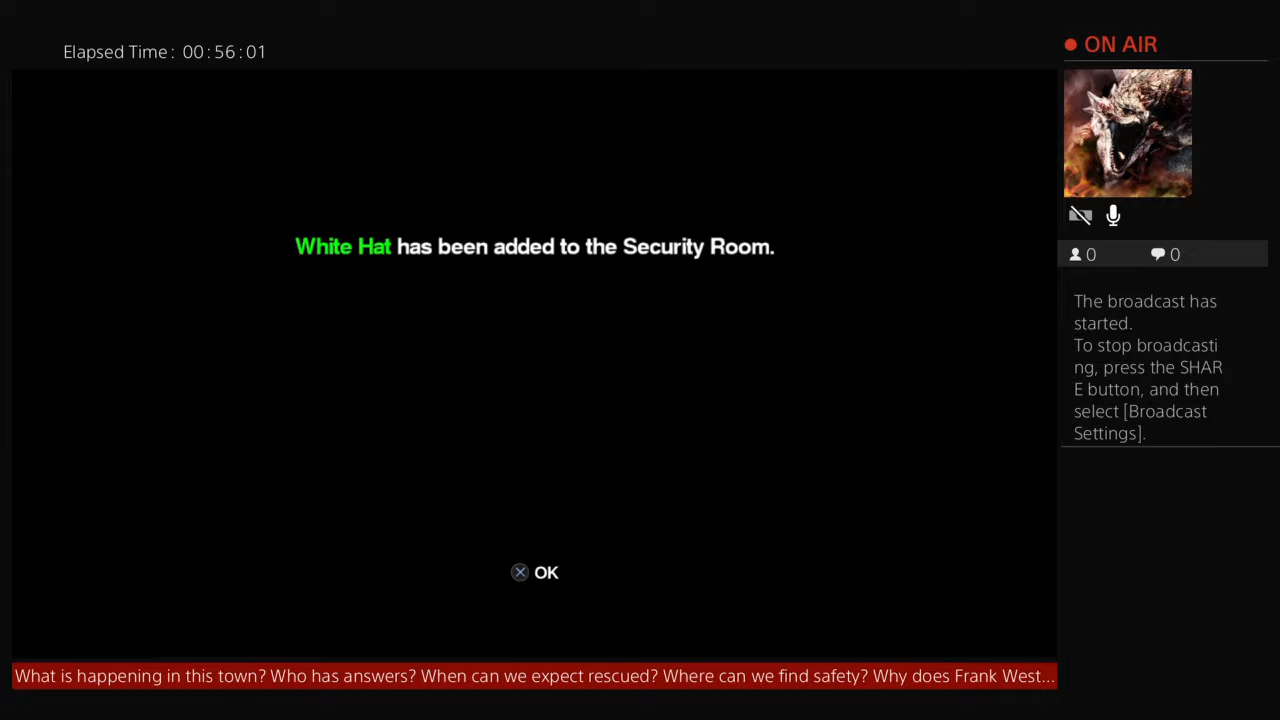 Elapsed Time: 00:56:01
ON AIR
0 0
White Hat has been added to the Security Room.
The broadcast has
started.
To stop broadcasti
ng, press the SHAR
E button, and then
select [Broadcast
Settings].
OK
What is happening in this town? Who has answers? When can we expect rescued? Where can we find safety? Why does Frank West...